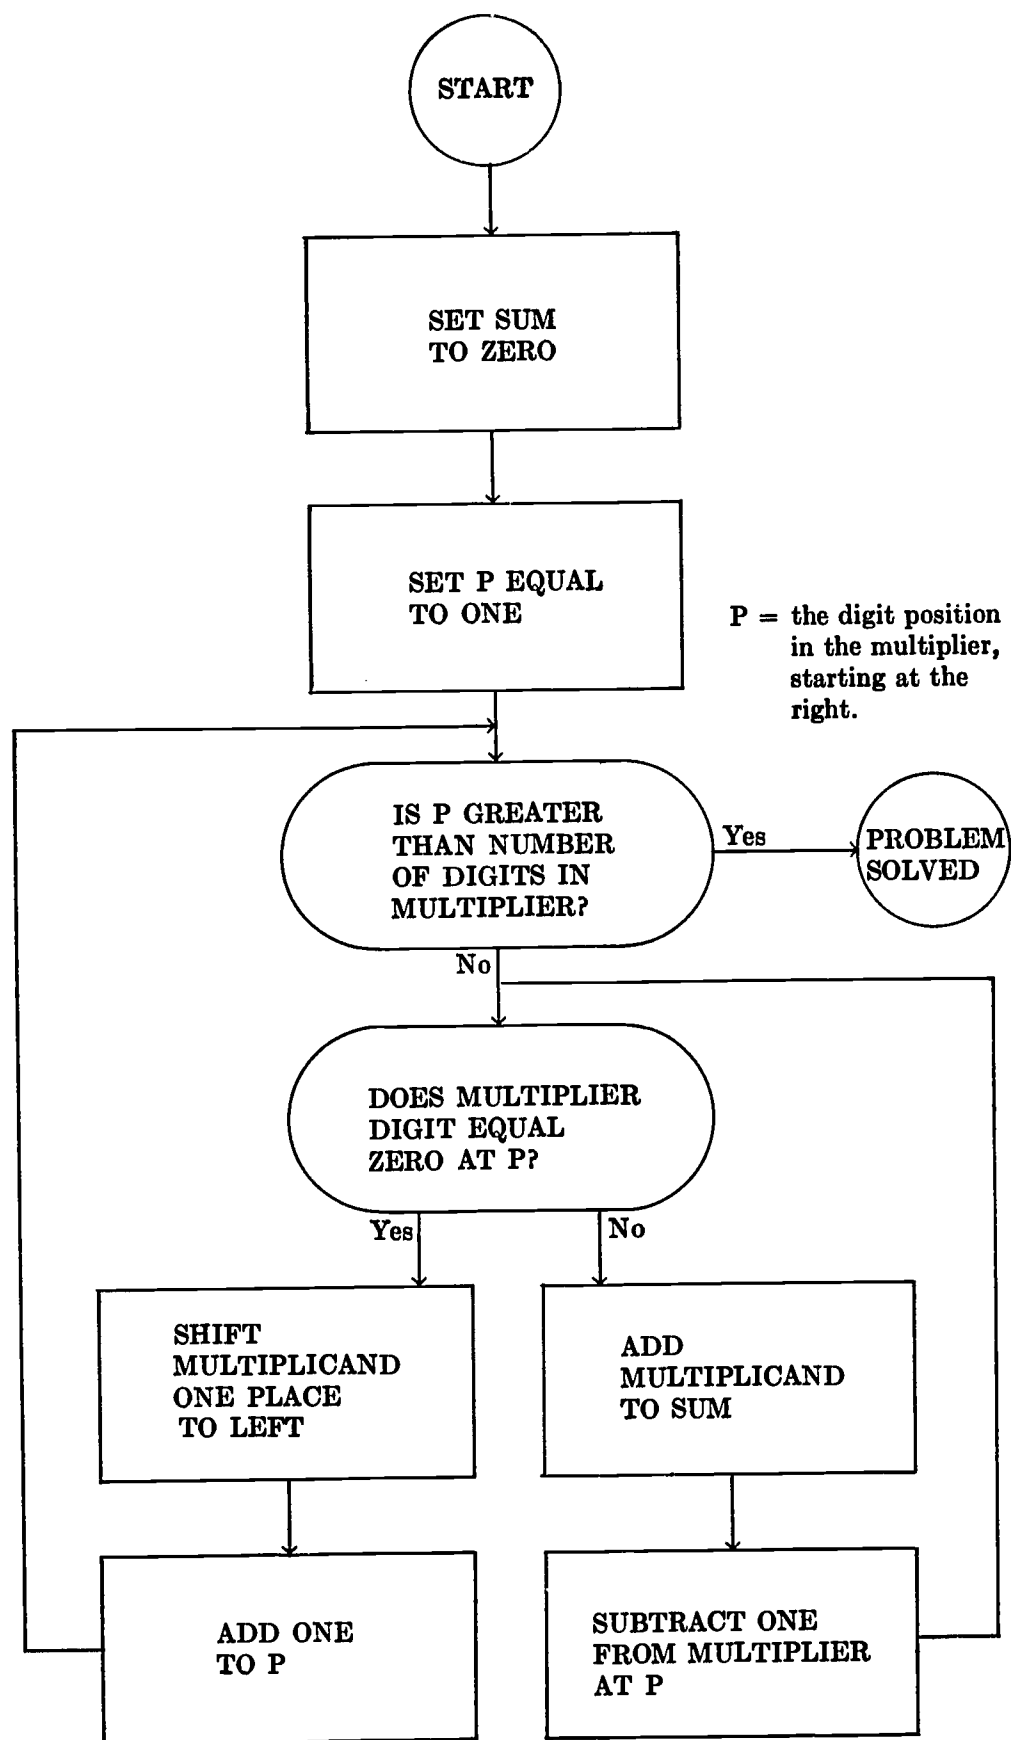 START
SET SUM
TO ZERO
SET P EQUAL
TO ONE
P = the digit position
in the multiplier,
starting at the
right.
IS P GREATER
THAN NUMBER
OF DIGITS IN
MULTIPLIER?
Yes
PROBLEM
SOLVED
No
DOES MULTIPLIER
DIGIT EQUAL
ZERO AT P?
Yes
No
SHIFT
MULTIPLICAND
ONE PLACE
TO LEFT
ADD
MULTIPLICAND
TO SUM
ADD ONE
TO P
SUBTRACT ONE
FROM MULTIPLIER
AT P